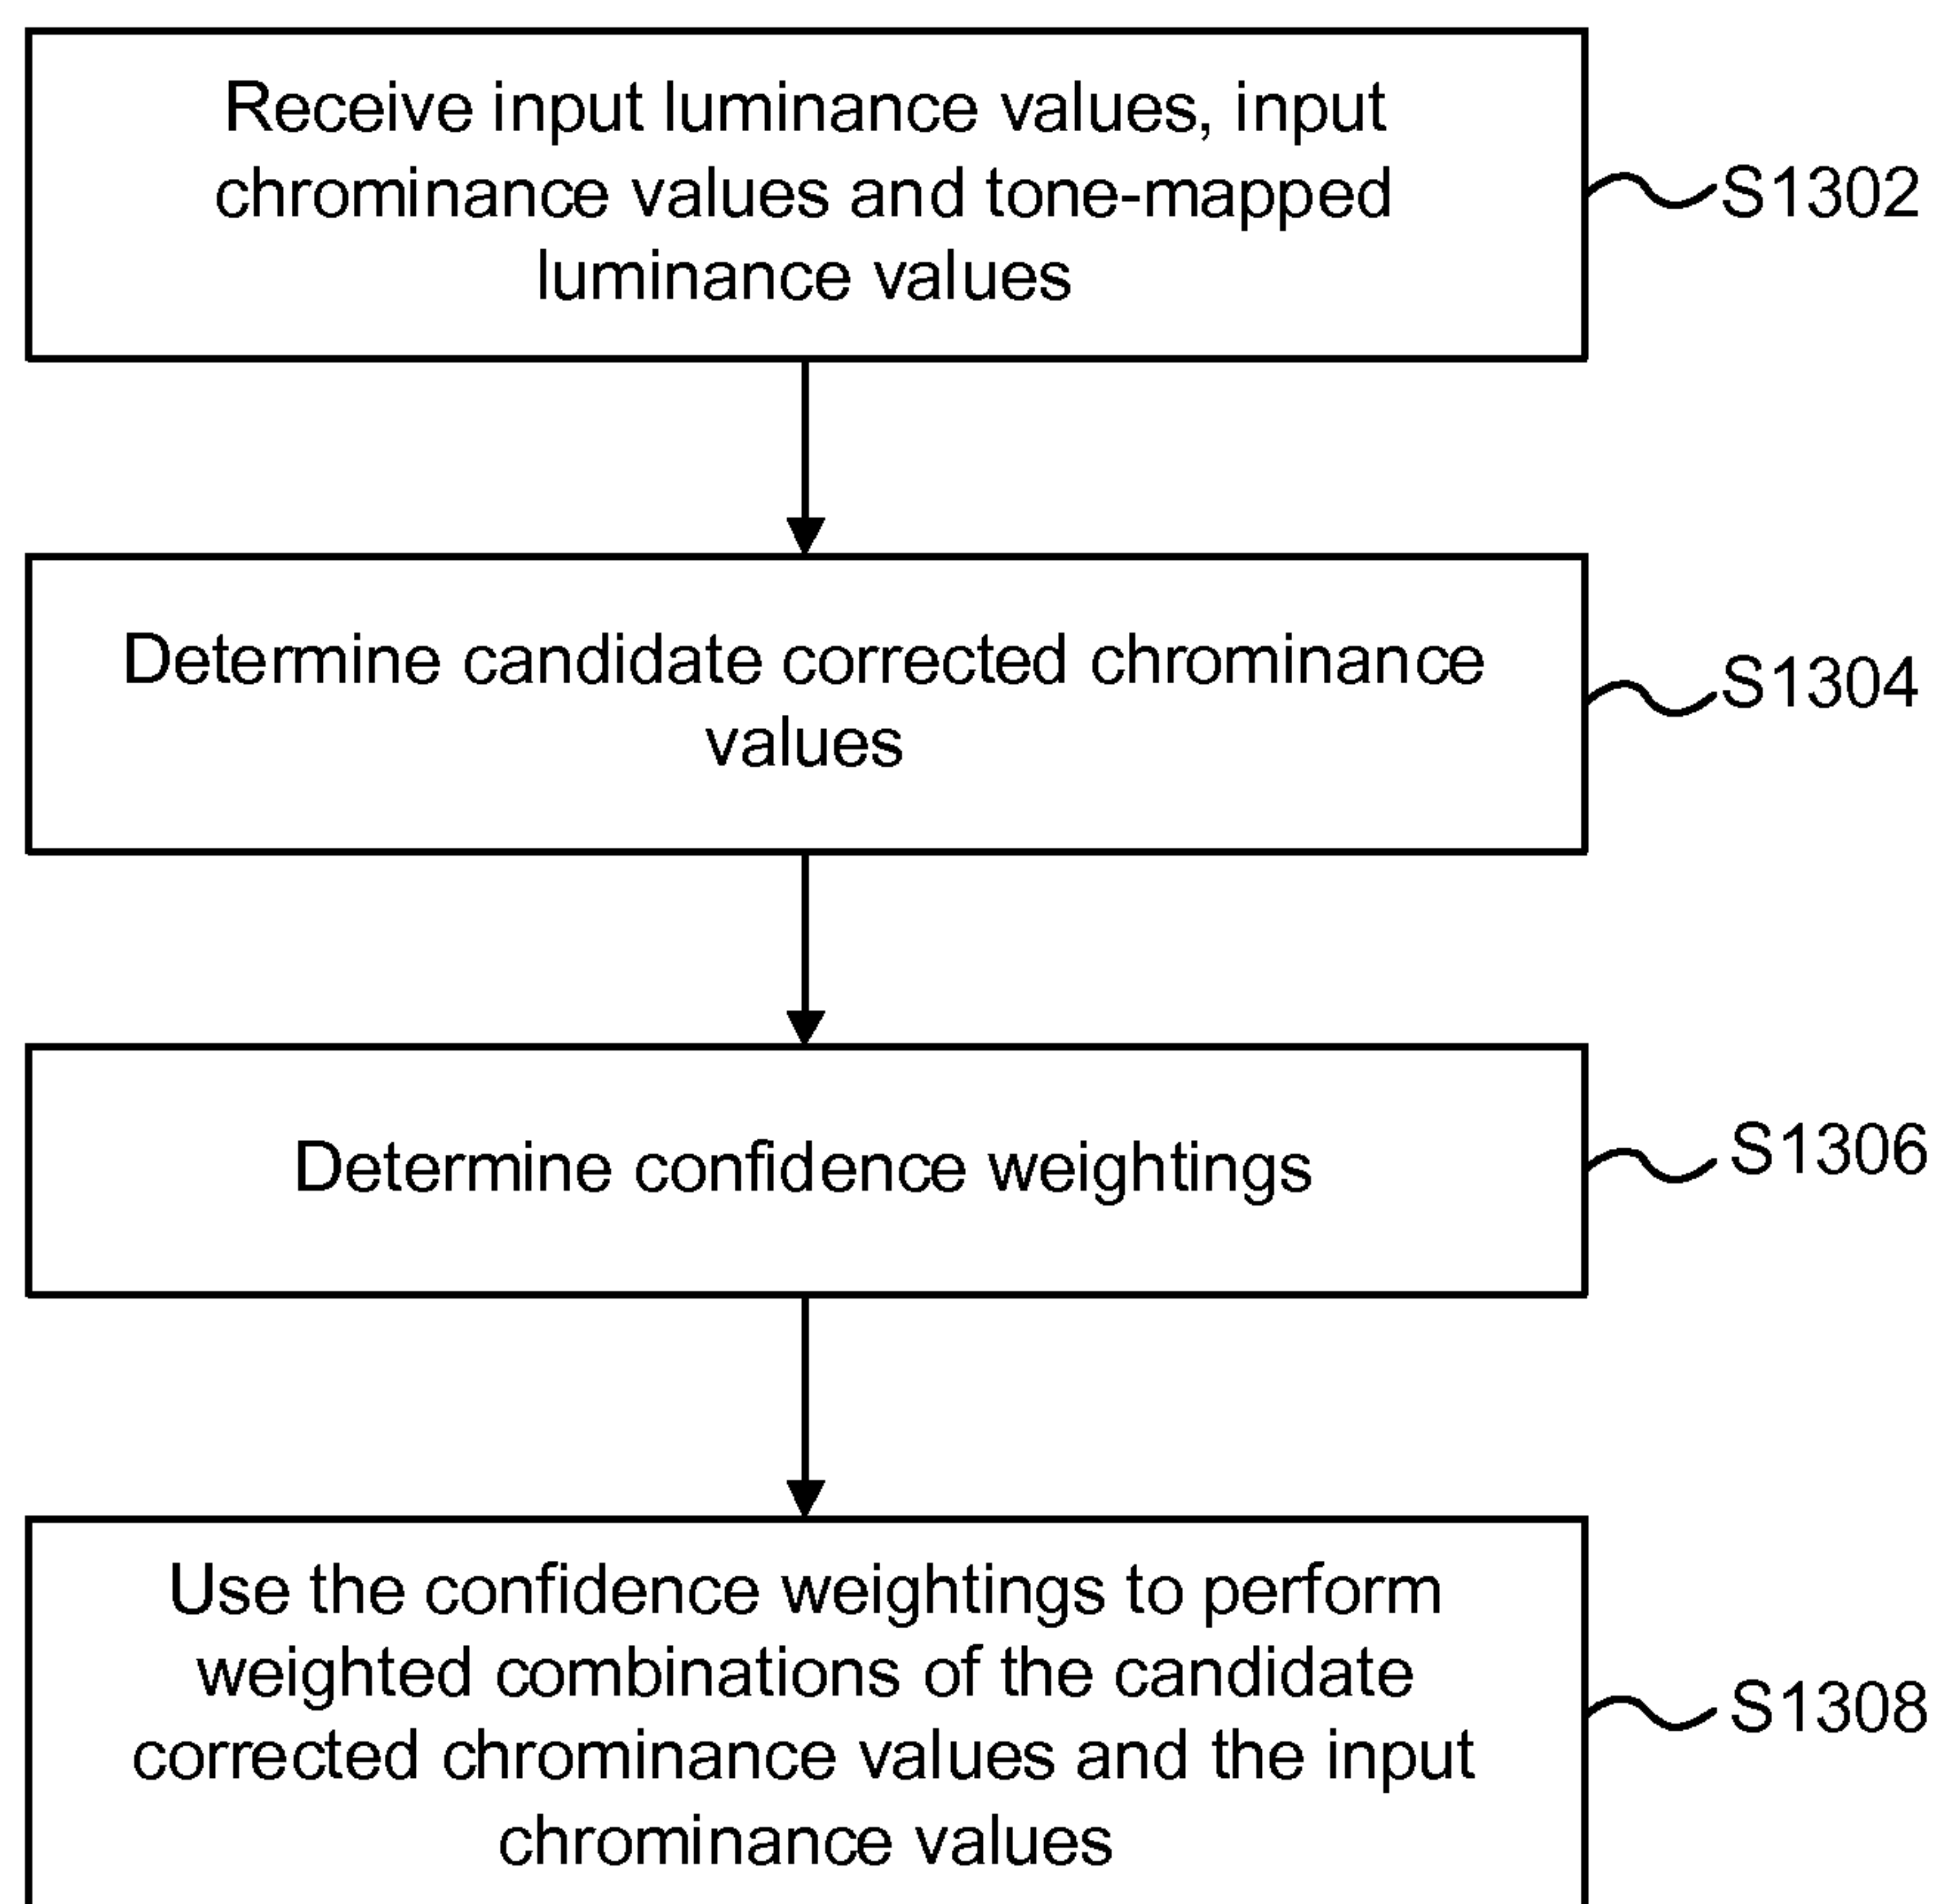 Receive input luminance values, input
chrominance values and tone-mapped
luminance values
S1302
Determine candidate corrected chrominance
values
S1304
Determine confidence weightings
S1306
Use the confidence weightings to perform
weighted combinations of the candidate
corrected chrominance values and the input
chrominance values
S1308